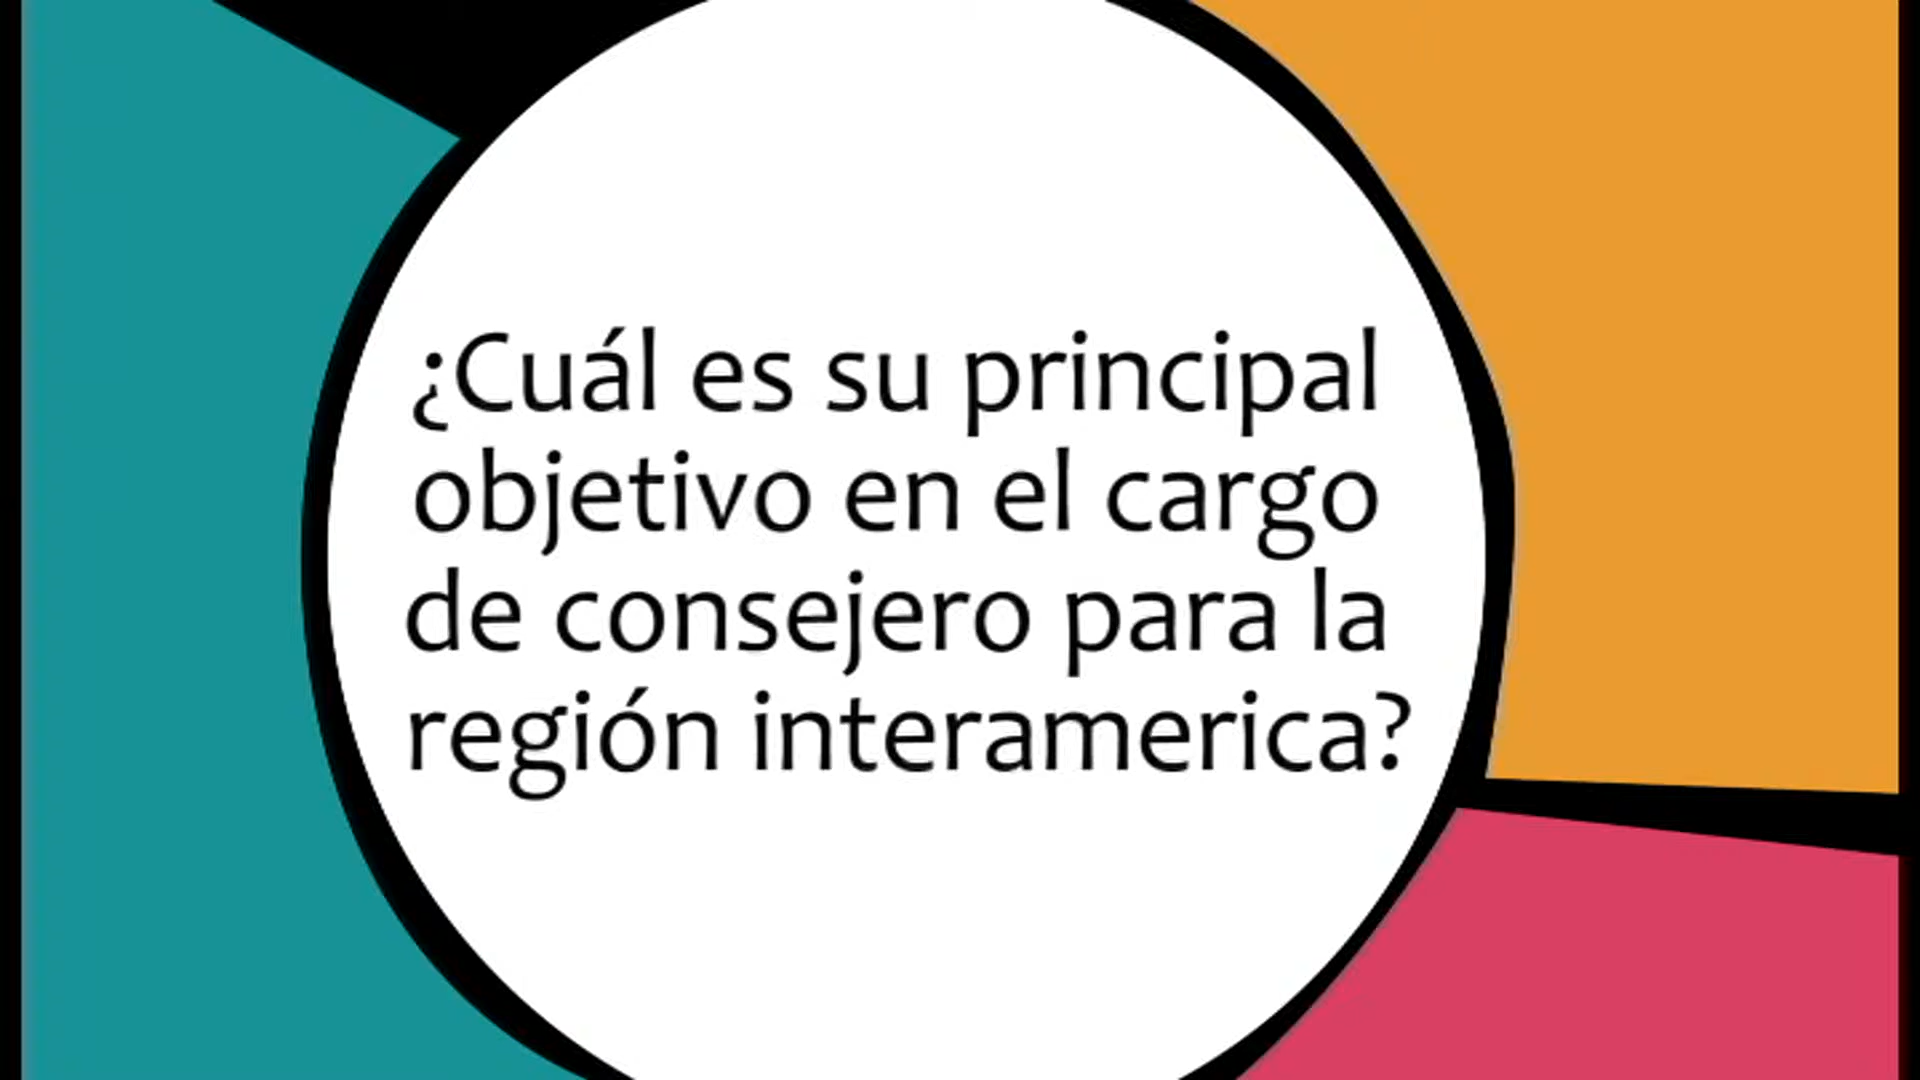 ¿Cuál es su principal
objetivo en el cargo
de consejero para la
región interamerica?